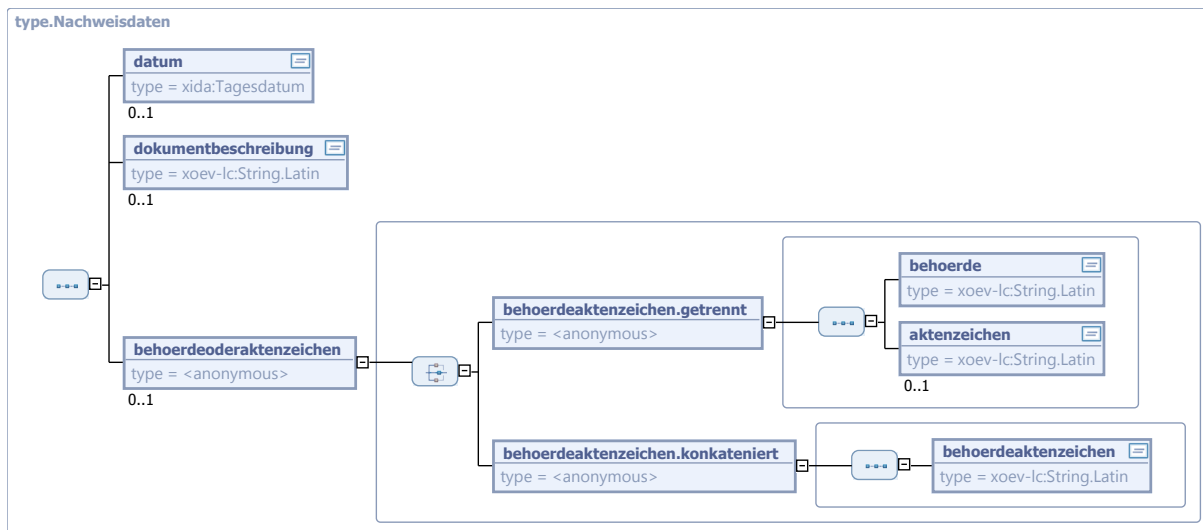 type.Nachweisdaten
datum
type = xida:Tagesdatum
0..1
dokumentbeschreibung
type = xoev-lc:String.Latin
0..1
behoerdeoderaktenzeichen
type = <anonymous>
0..1
behoerdeaktenzeichen.getrennt
type = <anonymous>
behoerde
type = xoev-lc:String.Latin
aktenzeichen
type = xoev-lc:String.Latin
0..1
behoerdeaktenzeichen.konkateniert
type = <anonymous>
behoerdeaktenzeichen
type = xoev-lc:String.Latin